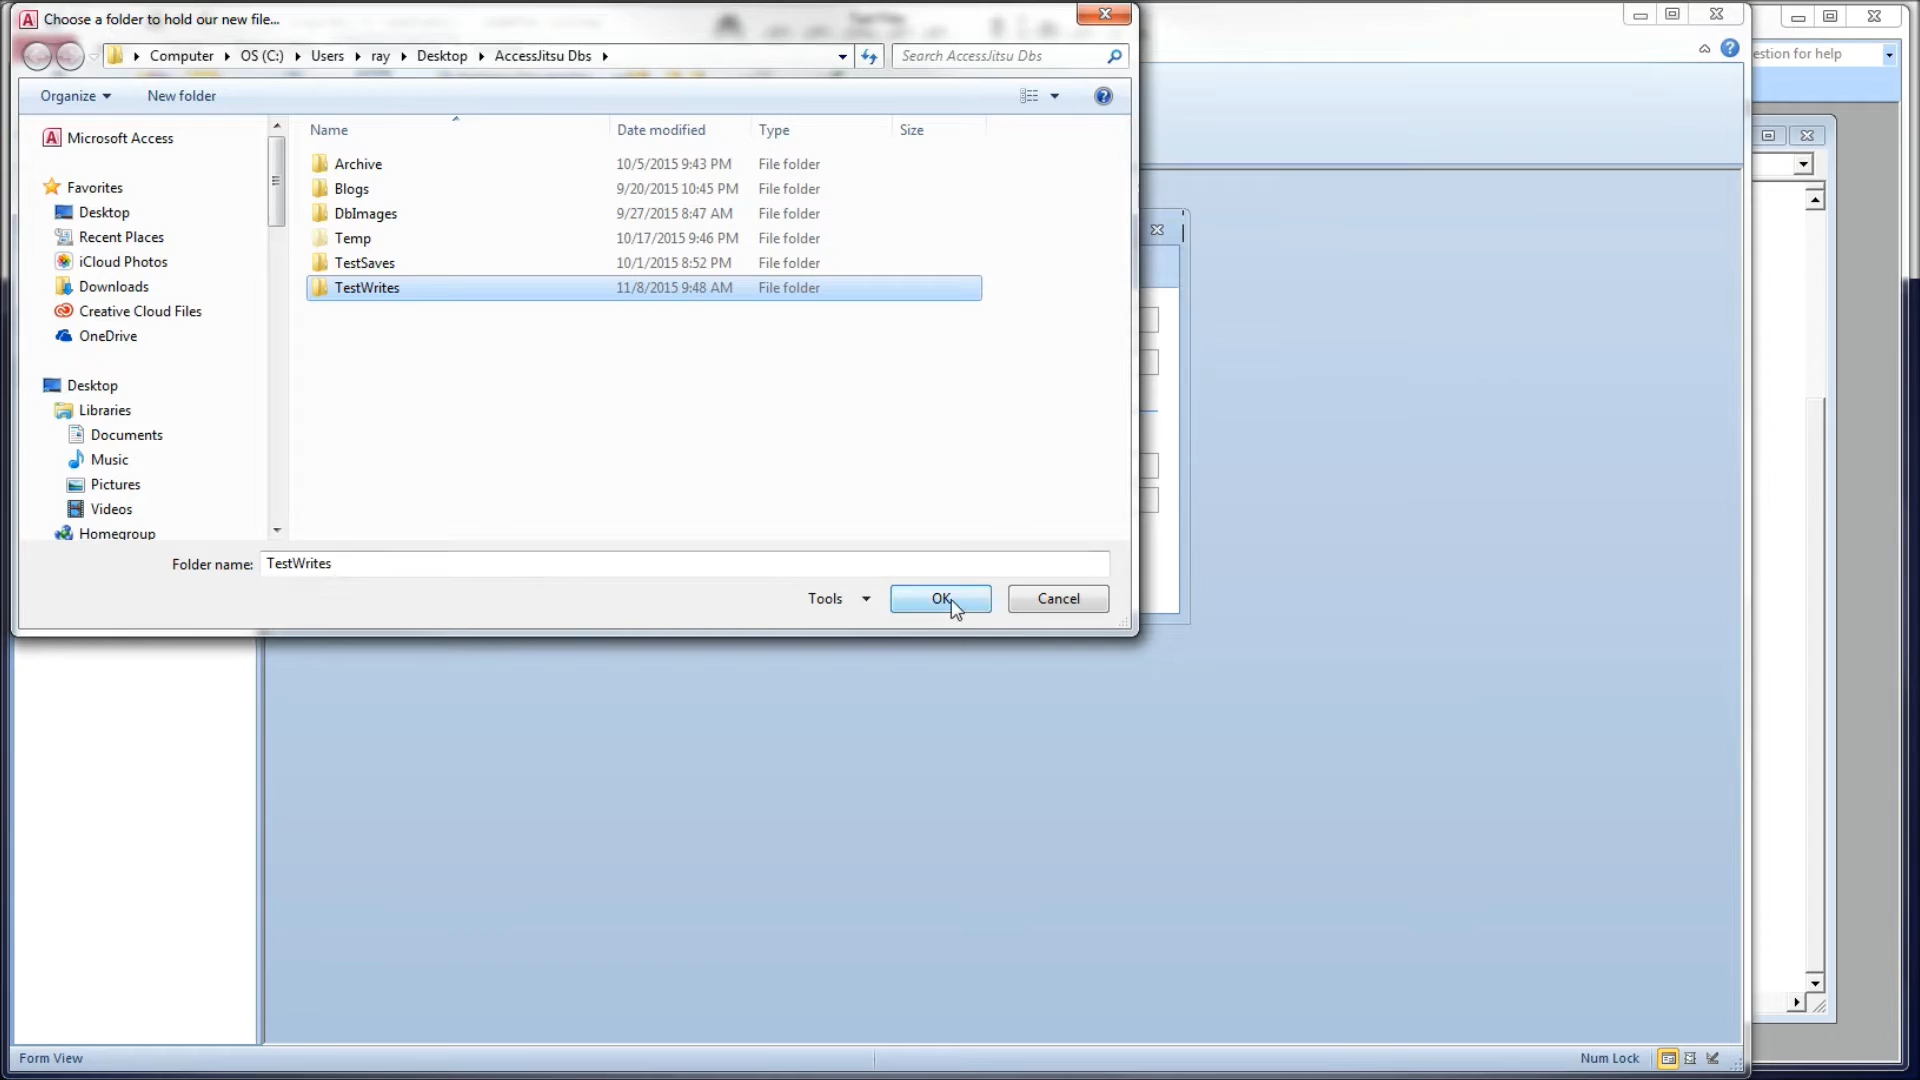 Choose a folder to hold our new file...
Computer OS (C:) Users ray Desktop AccessJitsu Dbs
Search AccessJitsu Dbs
estion for help
Organize New folder
Name Date modified Type Size
Microsoft Access
Favorites
Desktop
Recent Places
iCloud Photos
Downloads
Creative Cloud Files
OneDrive
Desktop
Libraries
Documents
Music
Pictures
Videos
Homegroup
Archive 10/5/2015 9:43 PM File folder
Blogs 9/20/2015 10:45 PM File folder
DbImages 9/27/2015 8:47 AM File folder
Temp 10/17/2015 9:46 PM File folder
TestSaves 10/1/2015 8:52 PM File folder
TestWrites 11/8/2015 9:48 AM File folder
Folder name: TestWrites
Tools OK Cancel
Form View Num Lock